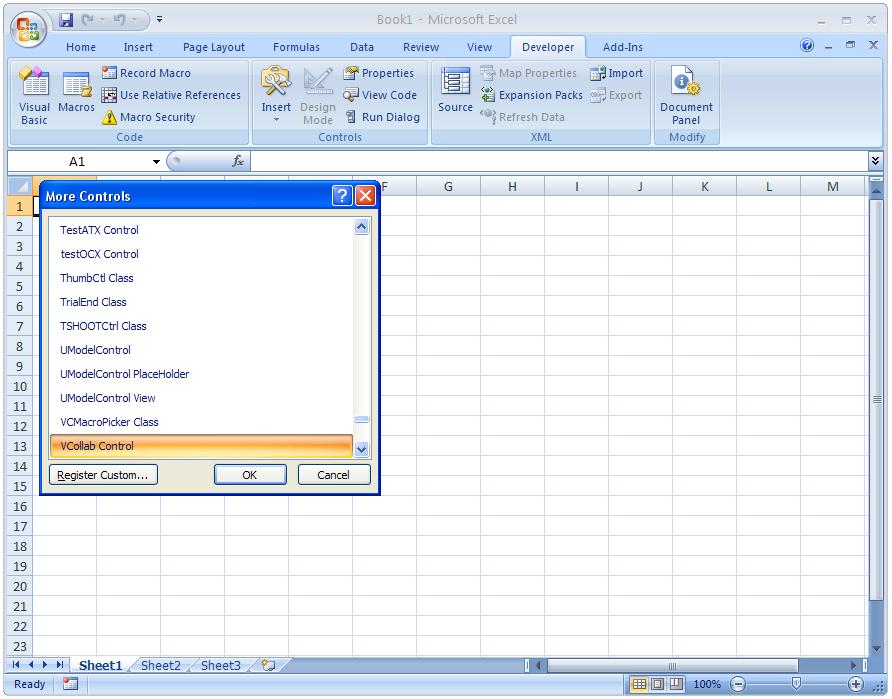 Book1 - Microsoft Excel
Home Insert Page Layout Formulas Data Review View Developer Add-Ins
Visual Basic
Macros
Record Macro
Use Relative References
Macro Security
Code
Insert
Design Mode
Properties
View Code
Run Dialog
Controls
Source
Map Properties
Expansion Packs
Refresh Data
Import
Export
XML
Document Panel
Modify
A1 fx
F G H I J K L M
More Controls
TestATX Control
testOCX Control
ThumbCtl Class
TrialEnd Class
TSHOOTCtrl Class
UModelControl
UModelControl PlaceHolder
UModelControl View
VCMacroPicker Class
VCollab Control
Register Custom... OK Cancel
1
2
3
4
5
6
7
8
9
10
11
12
13
14
15
16
17
18
19
20
21
22
23
Sheet1 Sheet2 Sheet3
Ready 100%